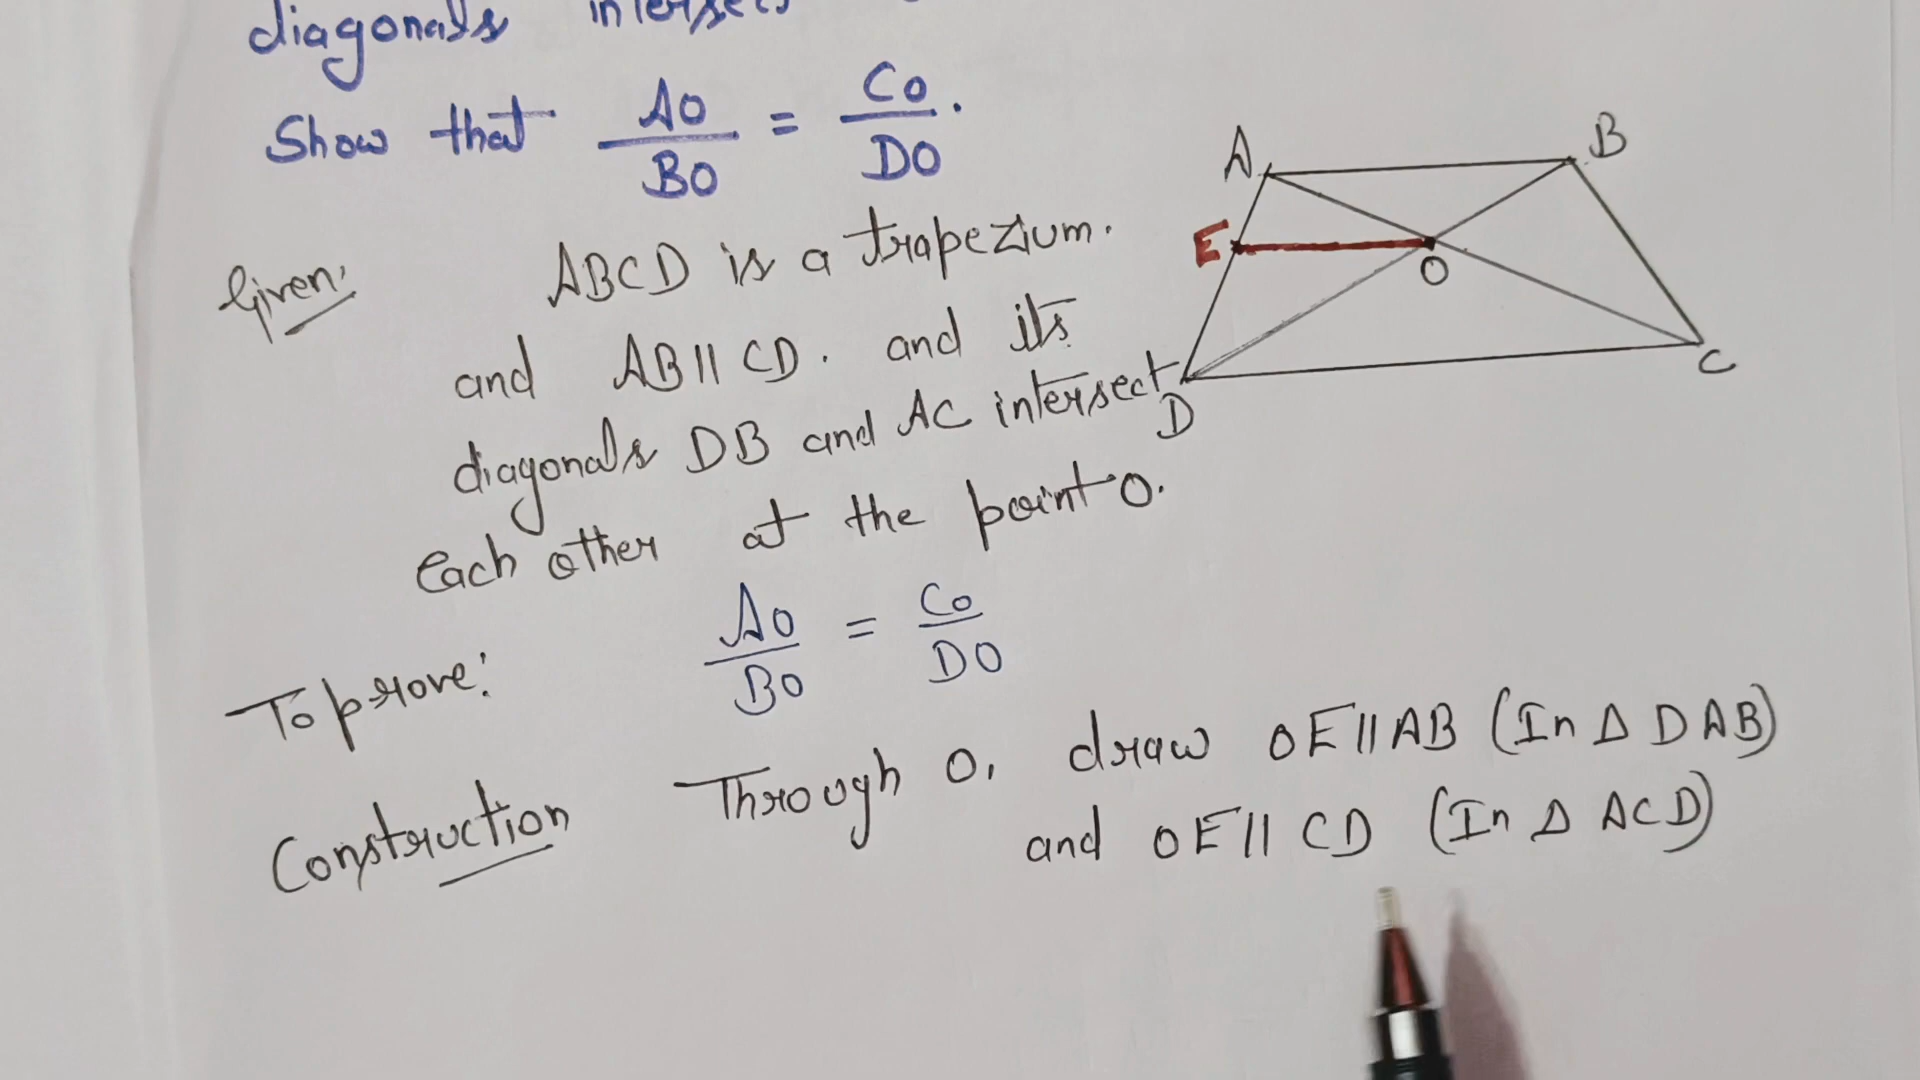 diagonals intersects
Show that AO/BO = CO/DO.
Given: ABCD is a trapezium.
and AB || CD. and its
diagonals DB and AC intersect
each other at the point O.
To prove: AO/BO = CO/DO
Construction Through O, draw OE || AB (In Δ DAB)
and OE || CD (In Δ ACD)
A B
E O
D C